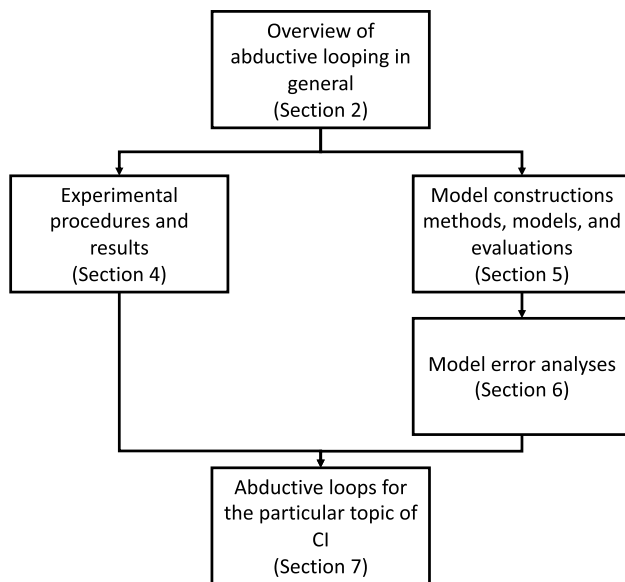 Overview of
abductive looping in
general
(Section 2)
Experimental
procedures and
results
(Section 4)
Model constructions
methods, models, and
evaluations
(Section 5)
Model error analyses
(Section 6)
Abductive loops for
the particular topic of
CI
(Section 7)